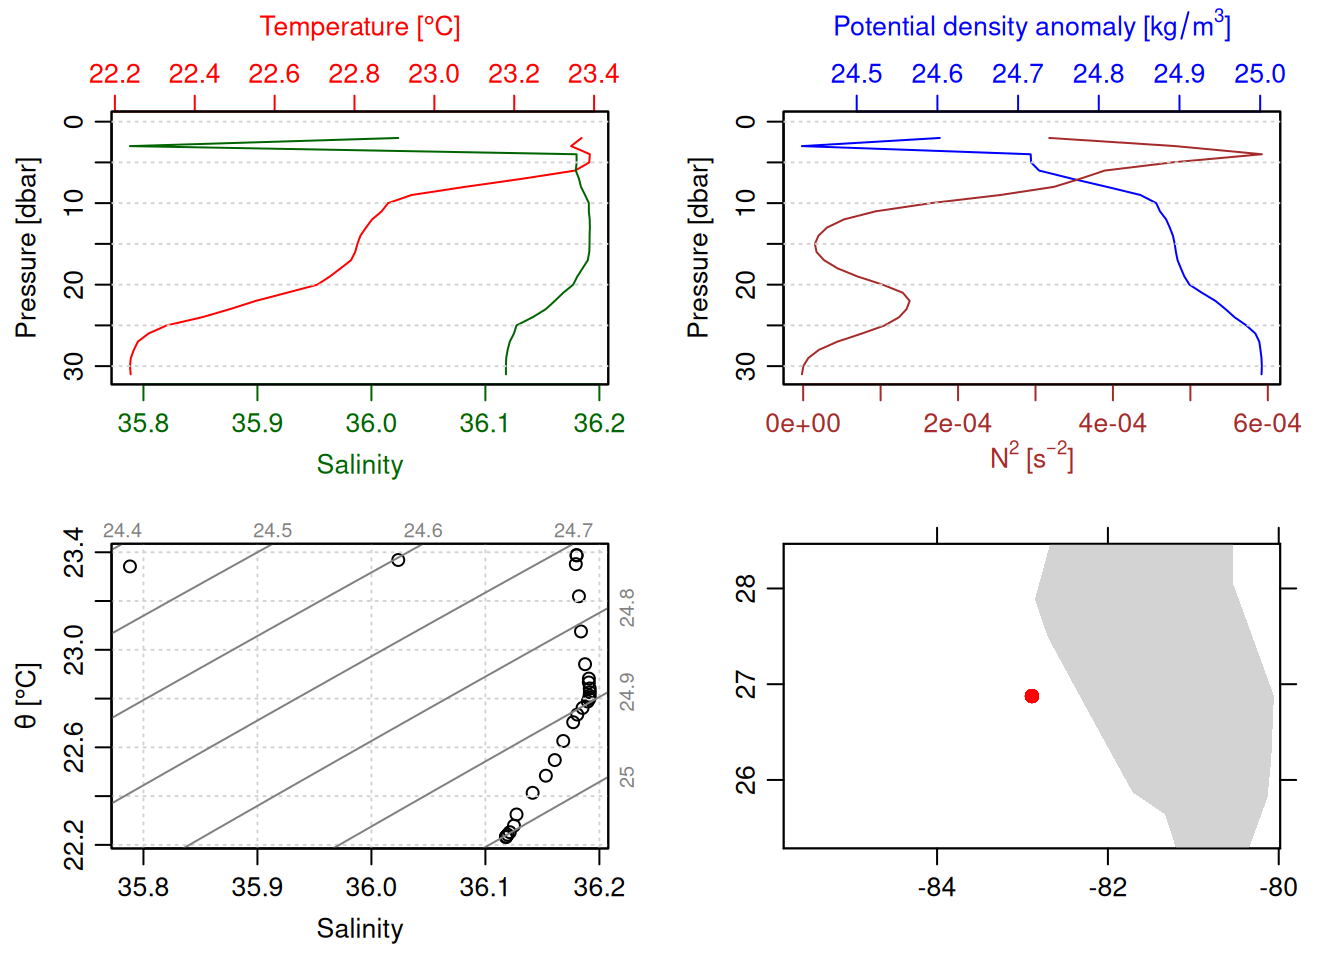 Temperature [°C]
22.2 22.4 22.6 22.8 23.0 23.2 23.4
Pressure [dbar]
0 10 20 30
35.8 35.9 36.0 36.1 36.2
Salinity
Potential density anomaly [kg/m³]
24.5 24.6 24.7 24.8 24.9 25.0
Pressure [dbar]
0 10 20 30
0e+00 2e-04 4e-04 6e-04
N² [s⁻²]
24.4 24.5 24.6 24.7
24.8
24.9
25
θ [°C]
23.4 23.0 22.6 22.2
35.8 35.9 36.0 36.1 36.2
Salinity
28 27 26
-84 -82 -80